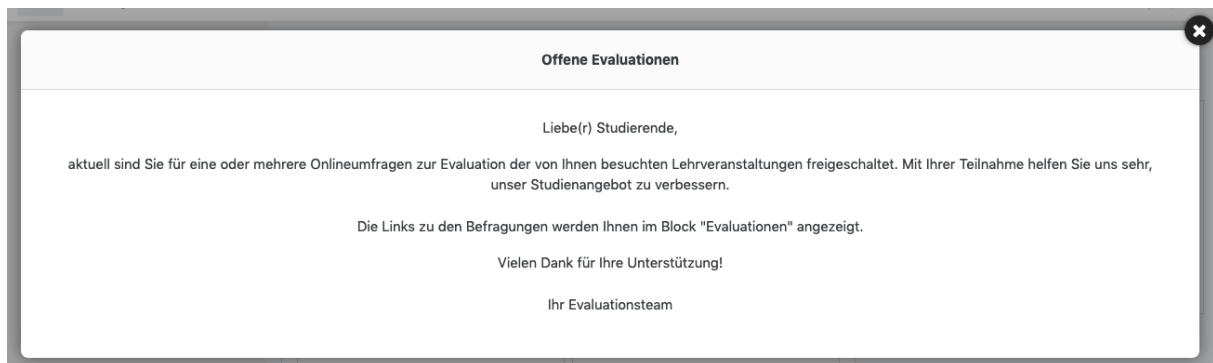 Offene Evaluationen
Liebe(r) Studierende,
aktuell sind Sie für eine oder mehrere Onlineumfragen zur Evaluation der von Ihnen besuchten Lehrveranstaltungen freigeschaltet. Mit Ihrer Teilnahme helfen Sie uns sehr,
unser Studienangebot zu verbessern.
Die Links zu den Befragungen werden Ihnen im Block "Evaluationen" angezeigt.
Vielen Dank für Ihre Unterstützung!
Ihr Evaluationsteam